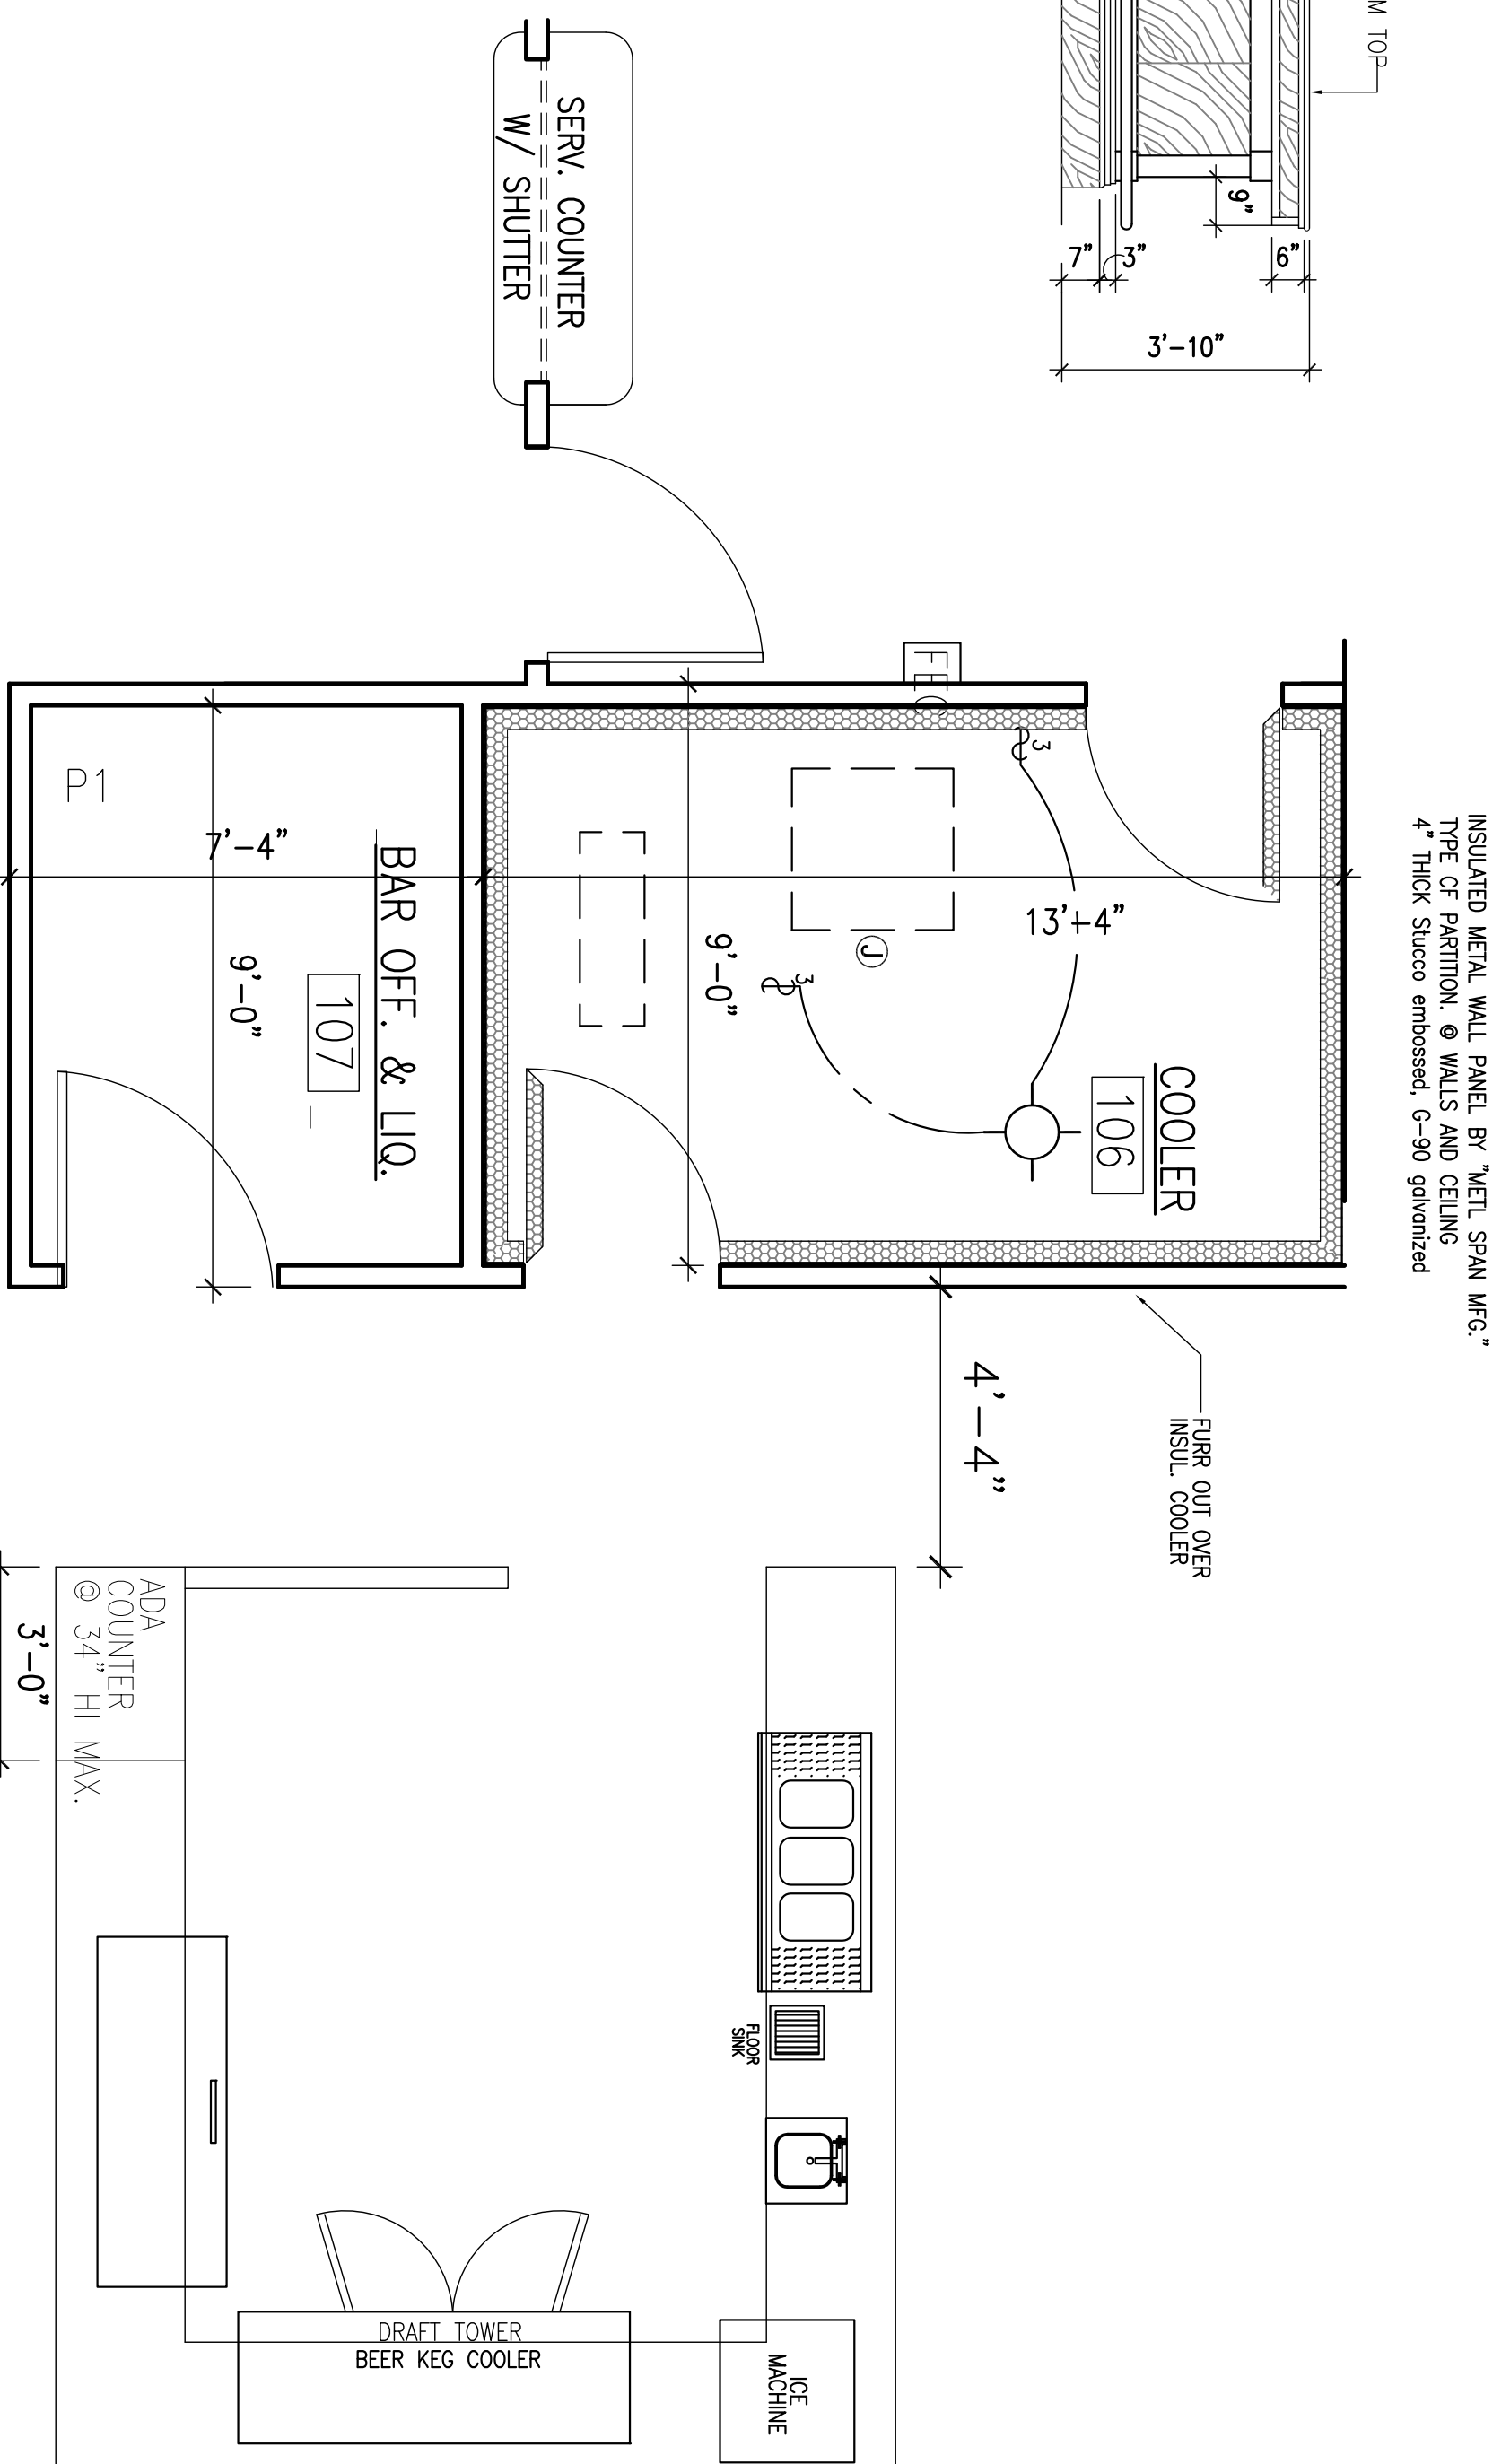 M TOP
9"
7"
3"
6"
3'-10"
SERV. COUNTER
W/ SHUTTER
INSULATED METAL WALL PANEL BY "METL SPAN MFG."
TYPE CF PARTITION. @ WALLS AND CEILING
4" THICK Stucco embossed, G-90 galvanized
FEC
3
3
J
13'-4"
9'-0"
COOLER
106
P1
7'-4"
9'-0"
BAR OFF. & LIQ.
107
FURR OUT OVER
INSUL. COOLER
4'-4"
ADA
COUNTER
@ 34" HI MAX.
3'-0"
FLOOR
SINK
DRAFT TOWER
BEER KEG COOLER
ICE
MACHINE